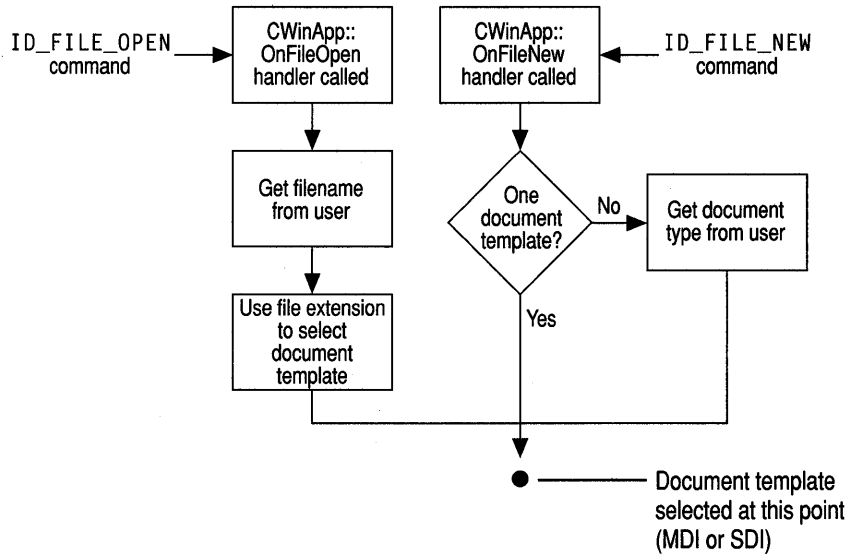 ID_FILE_OPEN
command
CWinApp::
OnFileOpen
handler called
CWinApp::
OnFileNew
handler called
ID_FILE_NEW
command
Get filename
from user
One
document
template?
No
Get document
type from user
Use file extension
to select
document
template
Yes
Document template
selected at this point
(MDI or SDI)